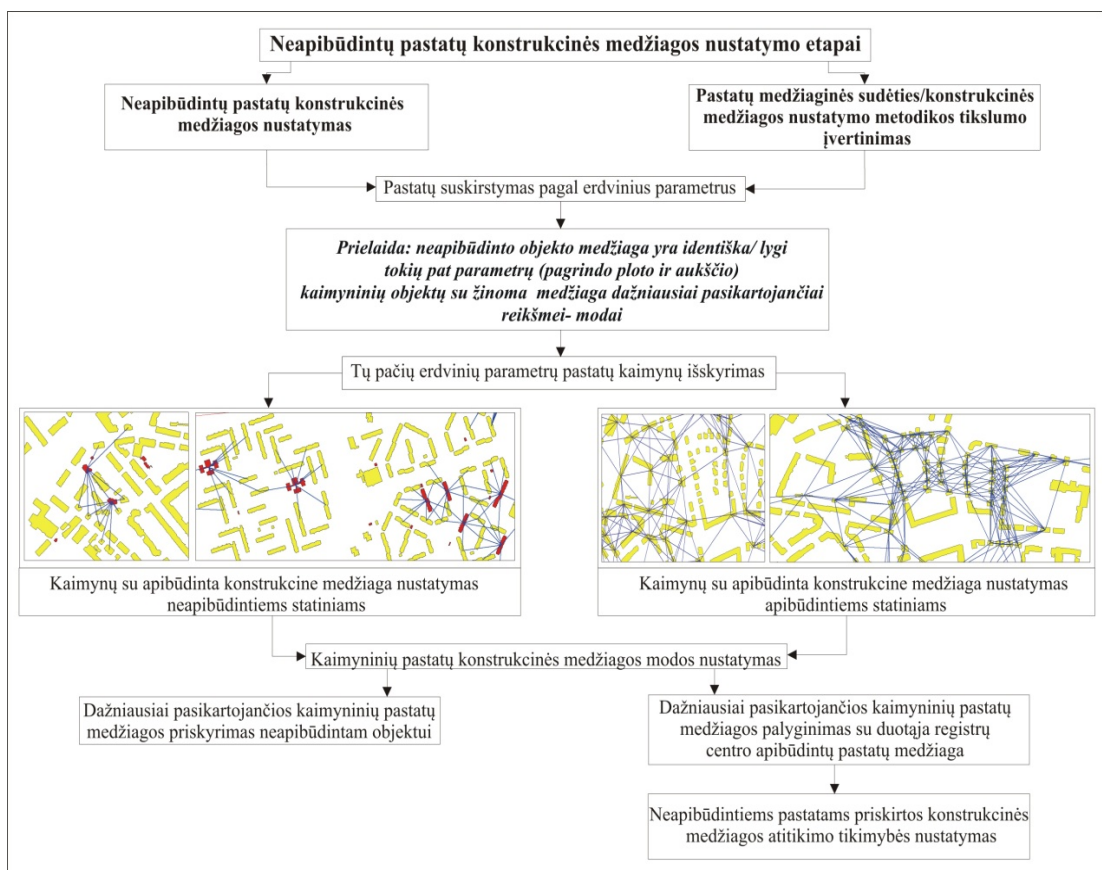 Neapibūdintų pastatų konstrukcinės medžiagos nustatymo etapai
Neapibūdintų pastatų konstrukcinės
medžiagos nustatymas
Pastatų medžiaginės sudėties/konstrukcinės
medžiagos nustatymo metodikos tikslumo
įvertinimas
Pastatų suskirstymas pagal erdvinius parametrus
Prielaida: neapibūdinto objekto medžiaga yra identiška/ lygi
tokių pat parametrų (pagrindo ploto ir aukščio)
kaimyninių objektų su žinoma medžiaga dažniausiai pasikartojančiai
reikšmei- modai
Tų pačių erdvinių parametrų pastatų kaimynų išskyrimas
Kaimynų su apibūdinta konstrukcine medžiaga nustatymas
neapibūdintiems statiniams
Kaimynų su apibūdinta konstrukcine medžiaga nustatymas
apibūdintiems statiniams
Kaimyninių pastatų konstrukcinės medžiagos modos nustatymas
Dažniausiai pasikartojančios kaimyninių pastatų
medžiagos priskyrimas neapibūdintam objektui
Dažniausiai pasikartojančios kaimyninių pastatų
medžiagos palyginimas su duotąja registrų
centro apibūdintų pastatų medžiaga
Neapibūdintiems pastatams priskirtos konstrukcinės
medžiagos atitikimo tikimybės nustatymas